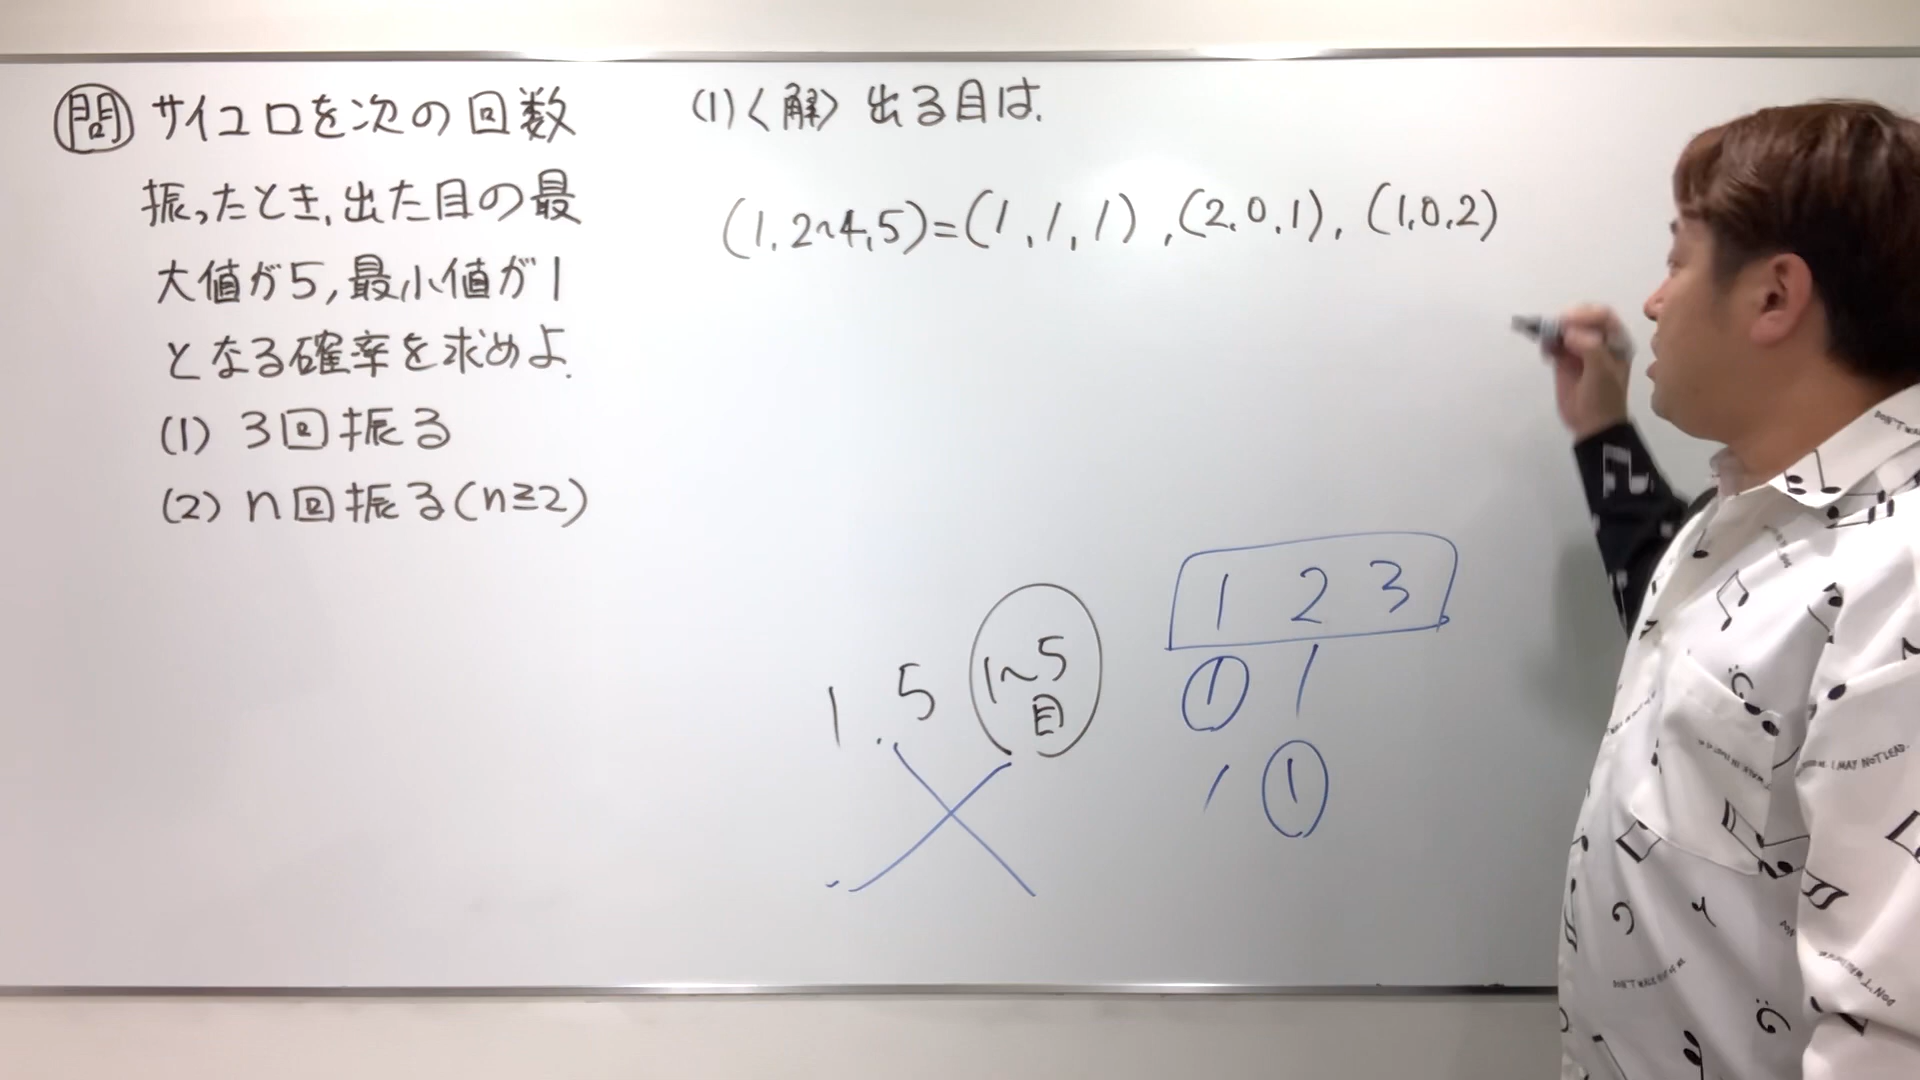 問 サイコロを次の回数
振ったとき、出た目の最
大値が5,最小値が1
となる確率を求めよ.
(1) 3回振る
(2) n回振る(n≧2)
(1)<解> 出る目は.
(1,2~4,5)=(1,1,1),(2,0,1),(1,0,2)
1 2 3
1 1
1 1
1.5 1~5
目